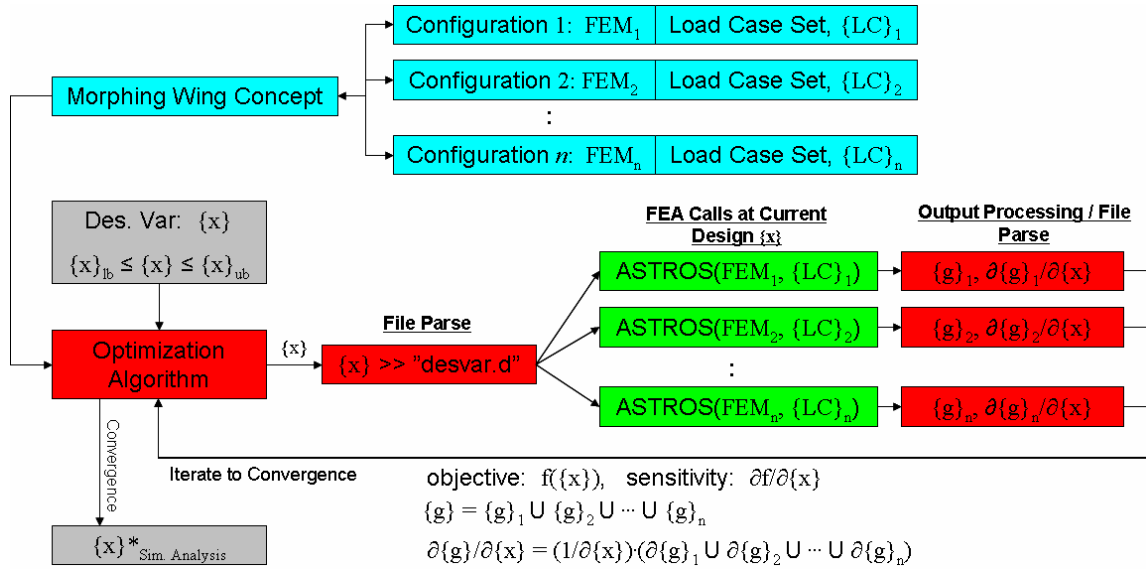 Configuration 1: FEM₁ Load Case Set, {LC}₁
Morphing Wing Concept
Configuration 2: FEM₂ Load Case Set, {LC}₂
:
Configuration n: FEMₙ Load Case Set, {LC}ₙ
Des. Var: {x}
{x}lb ≤ {x} ≤ {x}ub
FEA Calls at Current
Design {x}
Output Processing / File
Parse
File Parse
ASTROS(FEM₁, {LC}₁)
{g}₁, ∂{g}₁/∂{x}
ASTROS(FEM₂, {LC}₂)
{g}₂, ∂{g}₂/∂{x}
:
ASTROS(FEMₙ, {LC}ₙ)
{g}ₙ, ∂{g}ₙ/∂{x}
Optimization
Algorithm
{x}
{x} >> "desvar.d"
Convergence
Iterate to Convergence
objective: f({x}), sensitivity: ∂f/∂{x}
{g} = {g}₁ U {g}₂ U ··· U {g}ₙ
∂{g}/∂{x} = (1/∂{x})·(∂{g}₁ U ∂{g}₂ U ··· U ∂{g}ₙ)
{x}*Sim. Analysis